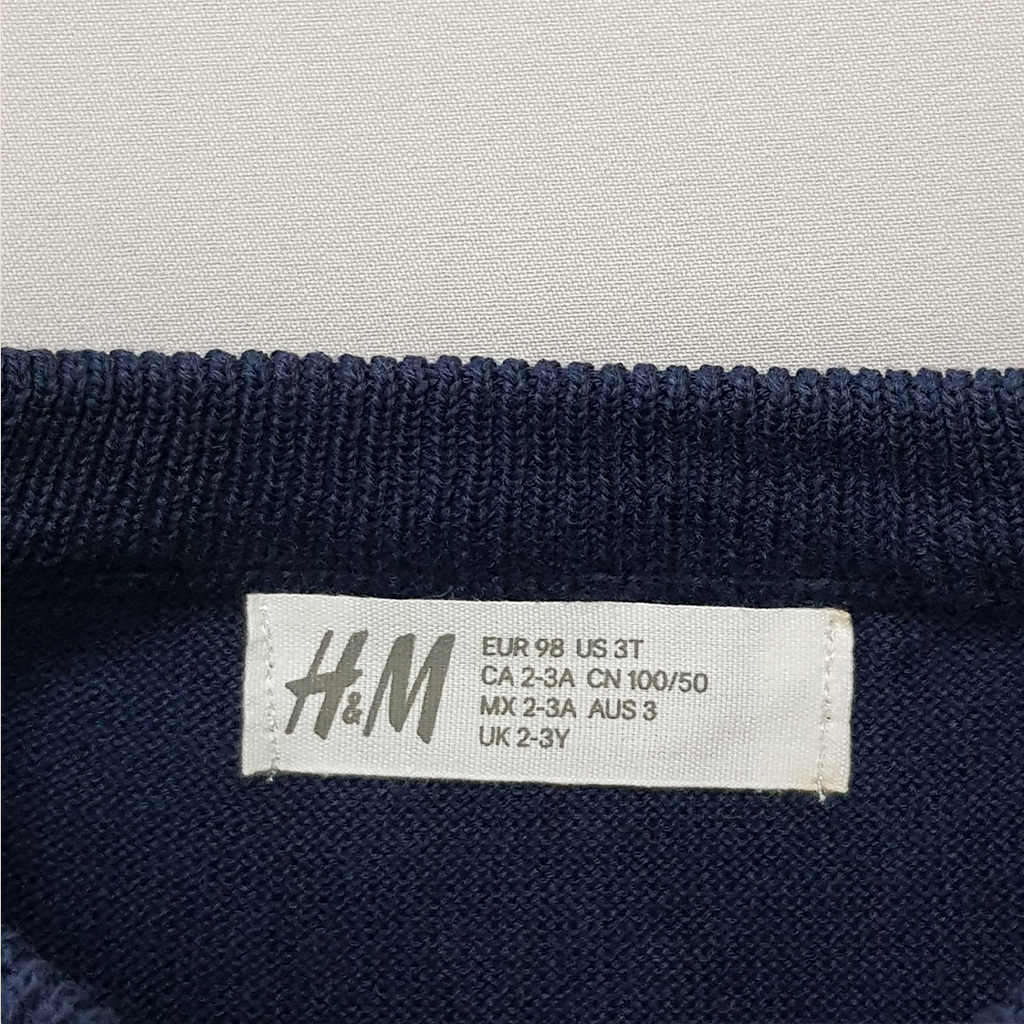 H&M
EUR 98 US 3T
CA 2-3A CN 100/50
MX 2-3A AUS 3
UK 2-3Y